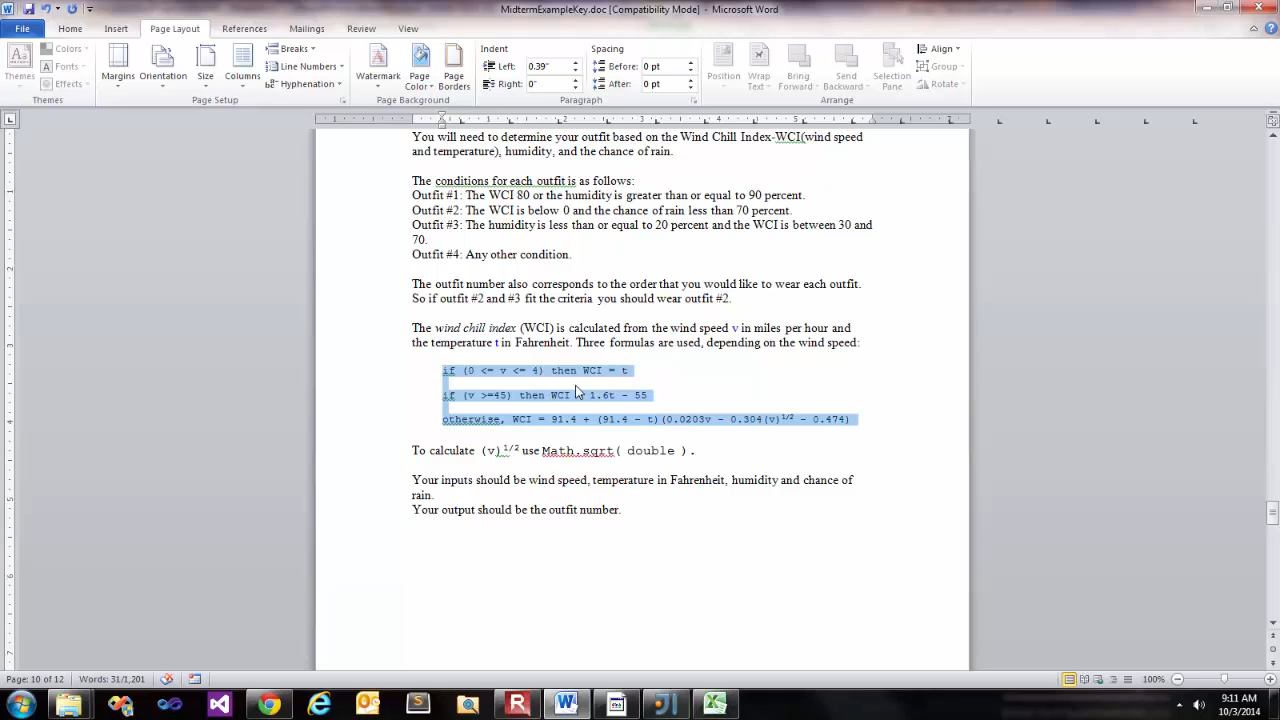 MidtermExampleKey.doc [Compatibility Mode] - Microsoft Word
File Home Insert Page Layout References Mailings Review View
Themes
Colors
Fonts
Effects
Themes
Margins
Orientation
Size
Columns
Breaks
Line Numbers
Hyphenation
Page Setup
Watermark
Page Color
Page Borders
Page Background
Indent
Left: 0.39"
Right: 0"
Spacing
Before: 0 pt
After: 0 pt
Paragraph
Position
Wrap Text
Bring Forward
Send Backward
Selection Pane
Align
Group
Rotate
Arrange
You will need to determine your outfit based on the Wind Chill Index-WCI(wind speed
and temperature), humidity, and the chance of rain.
The conditions for each outfit is as follows:
Outfit #1: The WCI 80 or the humidity is greater than or equal to 90 percent.
Outfit #2: The WCI is below 0 and the chance of rain less than 70 percent.
Outfit #3: The humidity is less than or equal to 20 percent and the WCI is between 30 and
70.
Outfit #4: Any other condition.
The outfit number also corresponds to the order that you would like to wear each outfit.
So if outfit #2 and #3 fit the criteria you should wear outfit #2.
The wind chill index (WCI) is calculated from the wind speed v in miles per hour and
the temperature t in Fahrenheit. Three formulas are used, depending on the wind speed:
if (0 <= v <= 4) then WCI = t
if (v >=45) then WCI 1.6t - 55
otherwise, WCI = 91.4 + (91.4 - t)(0.0203v - 0.304(v)1/2 - 0.474)
To calculate (v)1/2 use Math.sqrt( double ).
Your inputs should be wind speed, temperature in Fahrenheit, humidity and chance of
rain.
Your output should be the outfit number.
Page: 10 of 12 Words: 31/1,201 100%
9:11 AM
10/3/2014